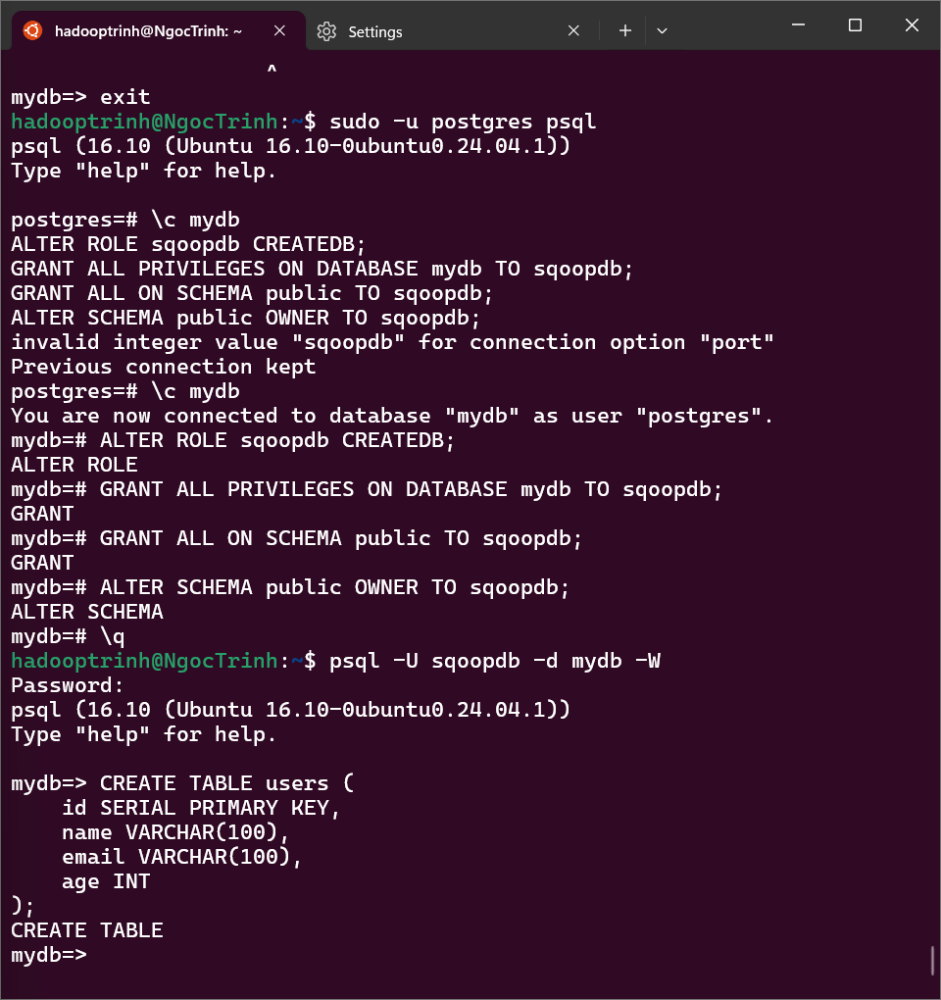 hadooptrinh@NgocTrinh: ~
Settings
^
mydb=> exit
hadooptrinh@NgocTrinh:~$ sudo -u postgres psql
psql (16.10 (Ubuntu 16.10-0ubuntu0.24.04.1))
Type "help" for help.
postgres=# \c mydb
ALTER ROLE sqoopdb CREATEDB;
GRANT ALL PRIVILEGES ON DATABASE mydb TO sqoopdb;
GRANT ALL ON SCHEMA public TO sqoopdb;
ALTER SCHEMA public OWNER TO sqoopdb;
invalid integer value "sqoopdb" for connection option "port"
Previous connection kept
postgres=# \c mydb
You are now connected to database "mydb" as user "postgres".
mydb=# ALTER ROLE sqoopdb CREATEDB;
ALTER ROLE
mydb=# GRANT ALL PRIVILEGES ON DATABASE mydb TO sqoopdb;
GRANT
mydb=# GRANT ALL ON SCHEMA public TO sqoopdb;
GRANT
mydb=# ALTER SCHEMA public OWNER TO sqoopdb;
ALTER SCHEMA
mydb=# \q
hadooptrinh@NgocTrinh:~$ psql -U sqoopdb -d mydb -W
Password:
psql (16.10 (Ubuntu 16.10-0ubuntu0.24.04.1))
Type "help" for help.
mydb=> CREATE TABLE users (
    id SERIAL PRIMARY KEY,
    name VARCHAR(100),
    email VARCHAR(100),
    age INT
);
CREATE TABLE
mydb=>